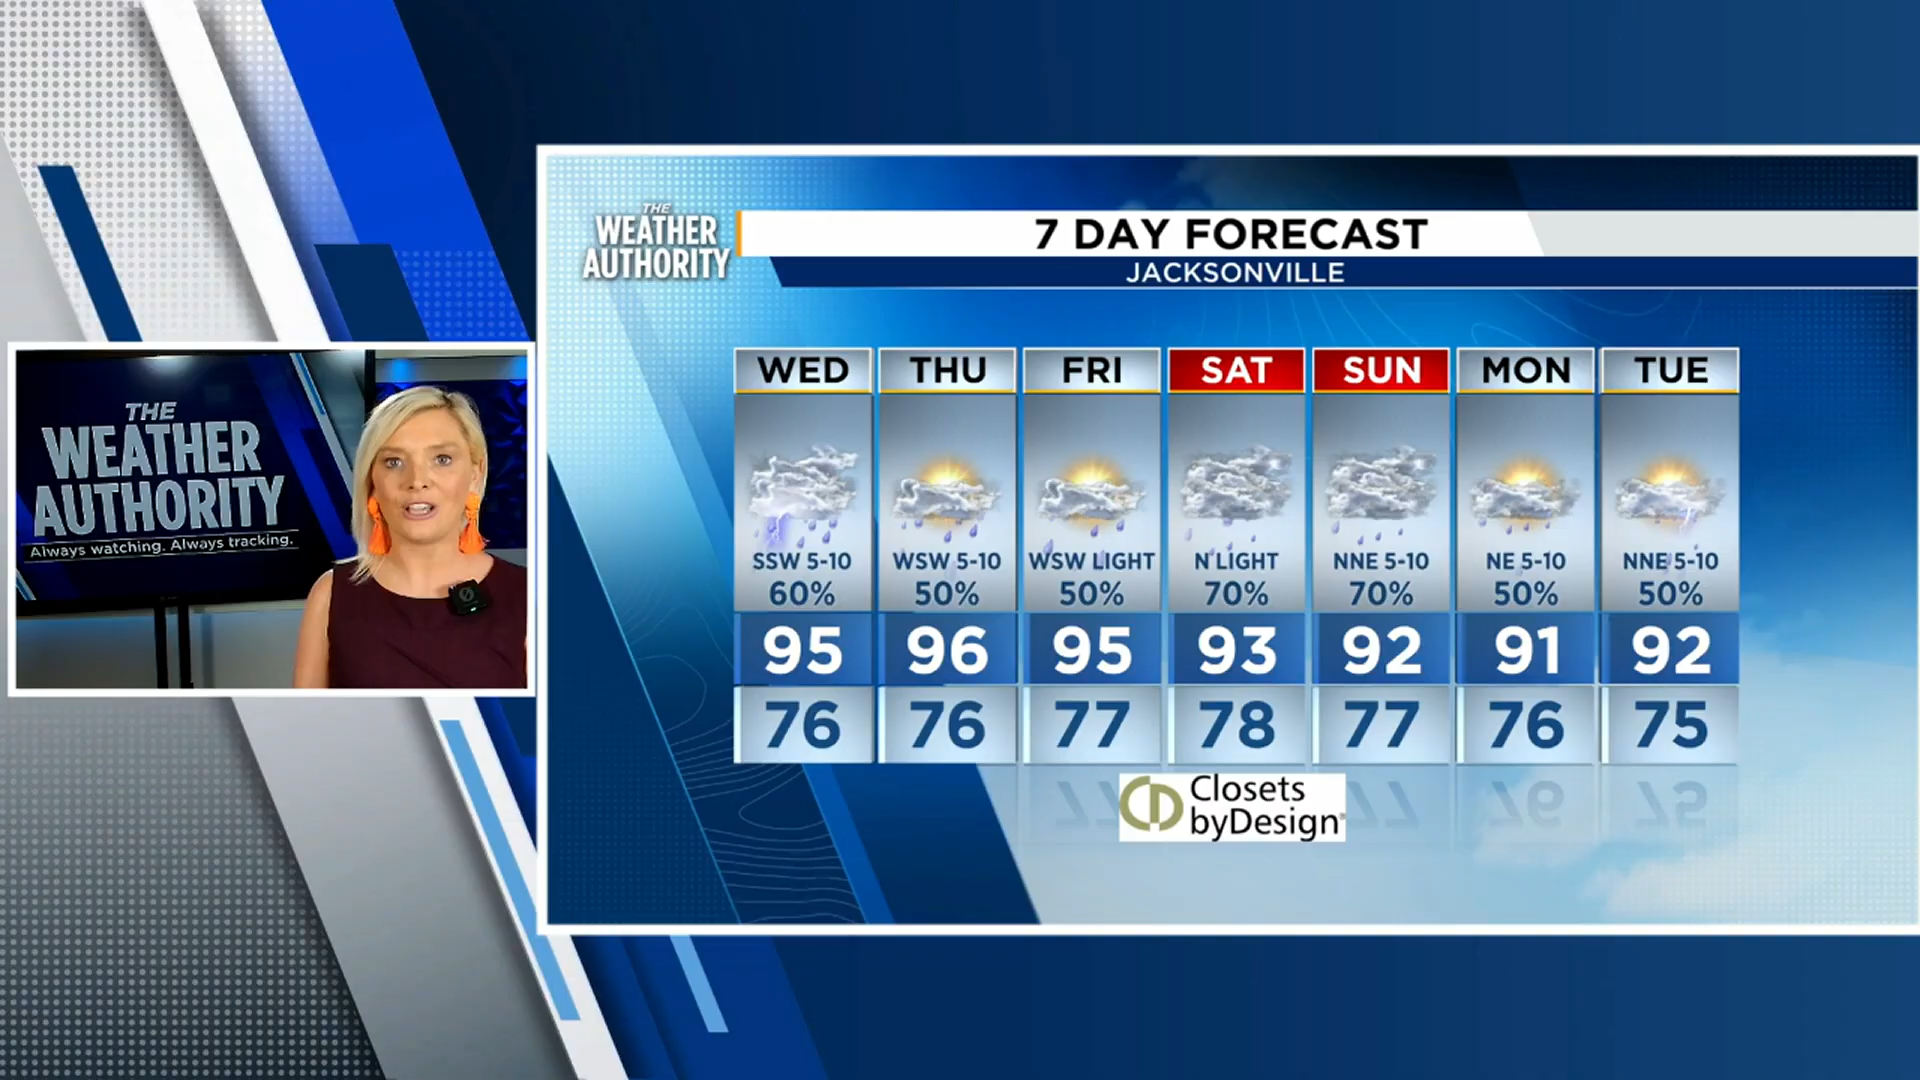 THE
WEATHER
AUTHORITY
Always watching. Always tracking.
THE
WEATHER
AUTHORITY
7 DAY FORECAST
JACKSONVILLE
WED THU FRI SAT SUN MON TUE
SSW 5-10 WSW 5-10 WSW LIGHT N LIGHT NNE 5-10 NE 5-10 NNE 5-10
60% 50% 50% 70% 70% 50% 50%
95 96 95 93 92 91 92
76 76 77 78 77 76 75
Closets
byDesign